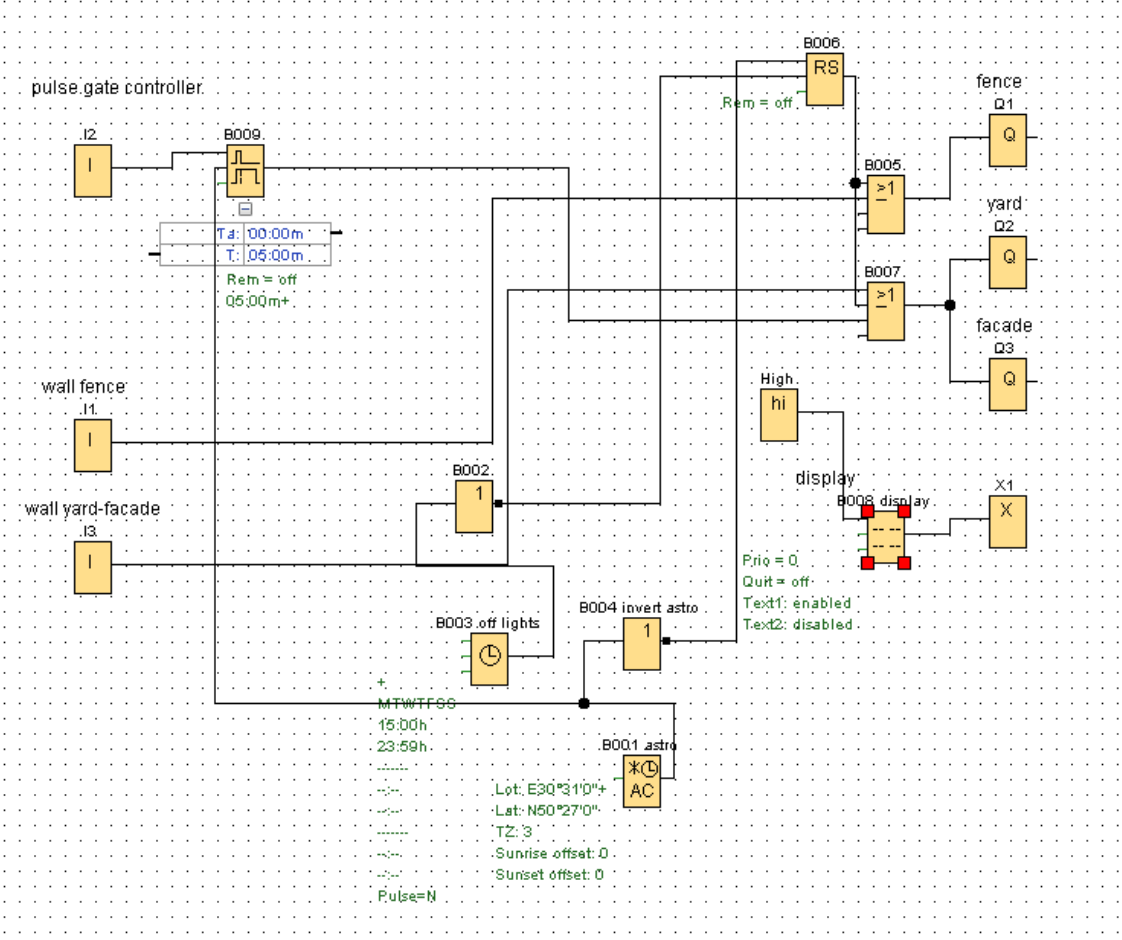 B006
RS
Rem = off
pulse gate controller
fence
Q1
Q
I2
I
B009
B005
≥1
yard
Q2
Q
Ta: 00:00m
T: 05:00m
Rem = off
05:00m+
B007
≥1
facade
Q3
Q
wall fence
I1
I
High
hi
B002
1
display
B008 display
X1
X
wall yard-facade
I3
I
Prio = 0
Quit = off
Text1: enabled
Text2: disabled
B004 invert astro
1
B003 off lights
+
MTWTFSS
15:00h
23:59h
-------
--:--
--:--
-------
--:--
--:--
Pulse=N
B001 astro
AC
Lot: E30°31'0"+
Lat: N50°27'0"
TZ: 3
Sunrise offset: 0
Sunset offset: 0